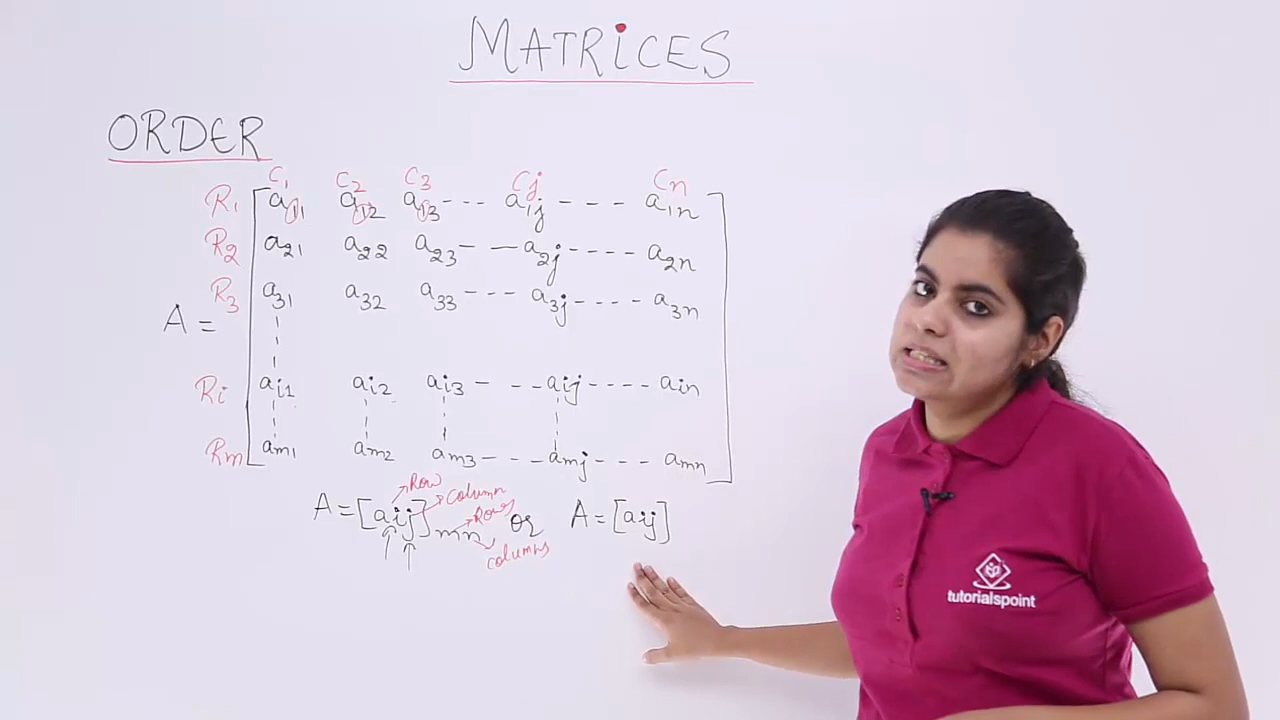 MATRICES
ORDER
C1 C2 C3 Cj Cn
R1 a11 a12 a13 --- a1j ---- a1n
R2 a21 a22 a23 - — a2j ---- a2n
R3 a31 a32 a33 --- a3j ---- a3n
A =
Ri ai1 ai2 ai3 - -- aij ---- ain
Rm am1 am2 am3 --- amj --- amn
Row
Column
A = [aij]mn or A = [aij]
Rows
columns
tutorialspoint